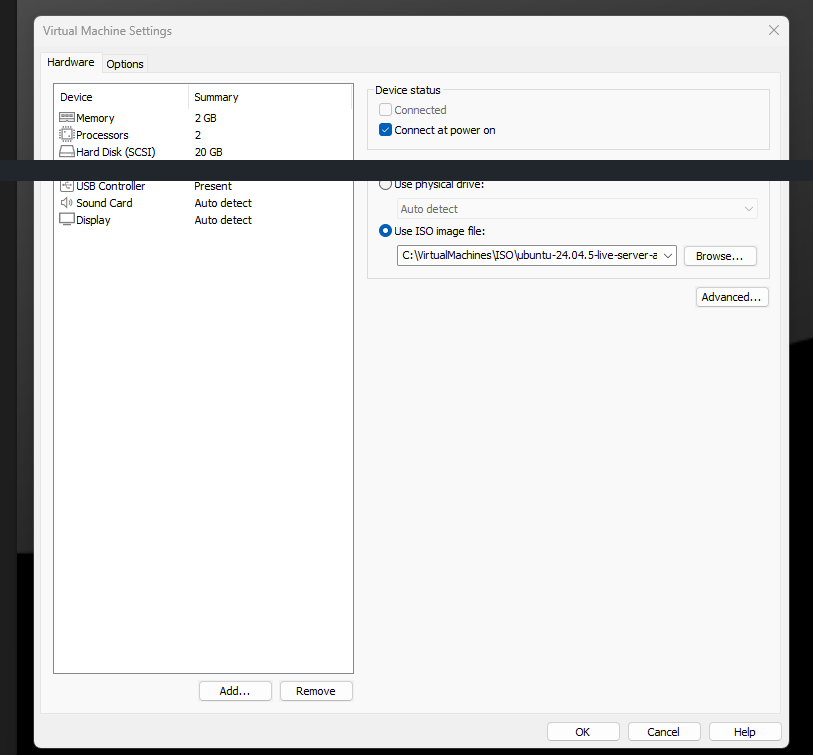 Virtual Machine Settings
Hardware Options
Device Summary
Memory 2 GB
Processors 2
Hard Disk (SCSI) 20 GB
USB Controller Present
Sound Card Auto detect
Display Auto detect
Add... Remove
Device status
Connected
Connect at power on
Use physical drive:
Auto detect
Use ISO image file:
C:\VirtualMachines\ISO\ubuntu-24.04.5-live-server-a Browse...
Advanced...
OK Cancel Help